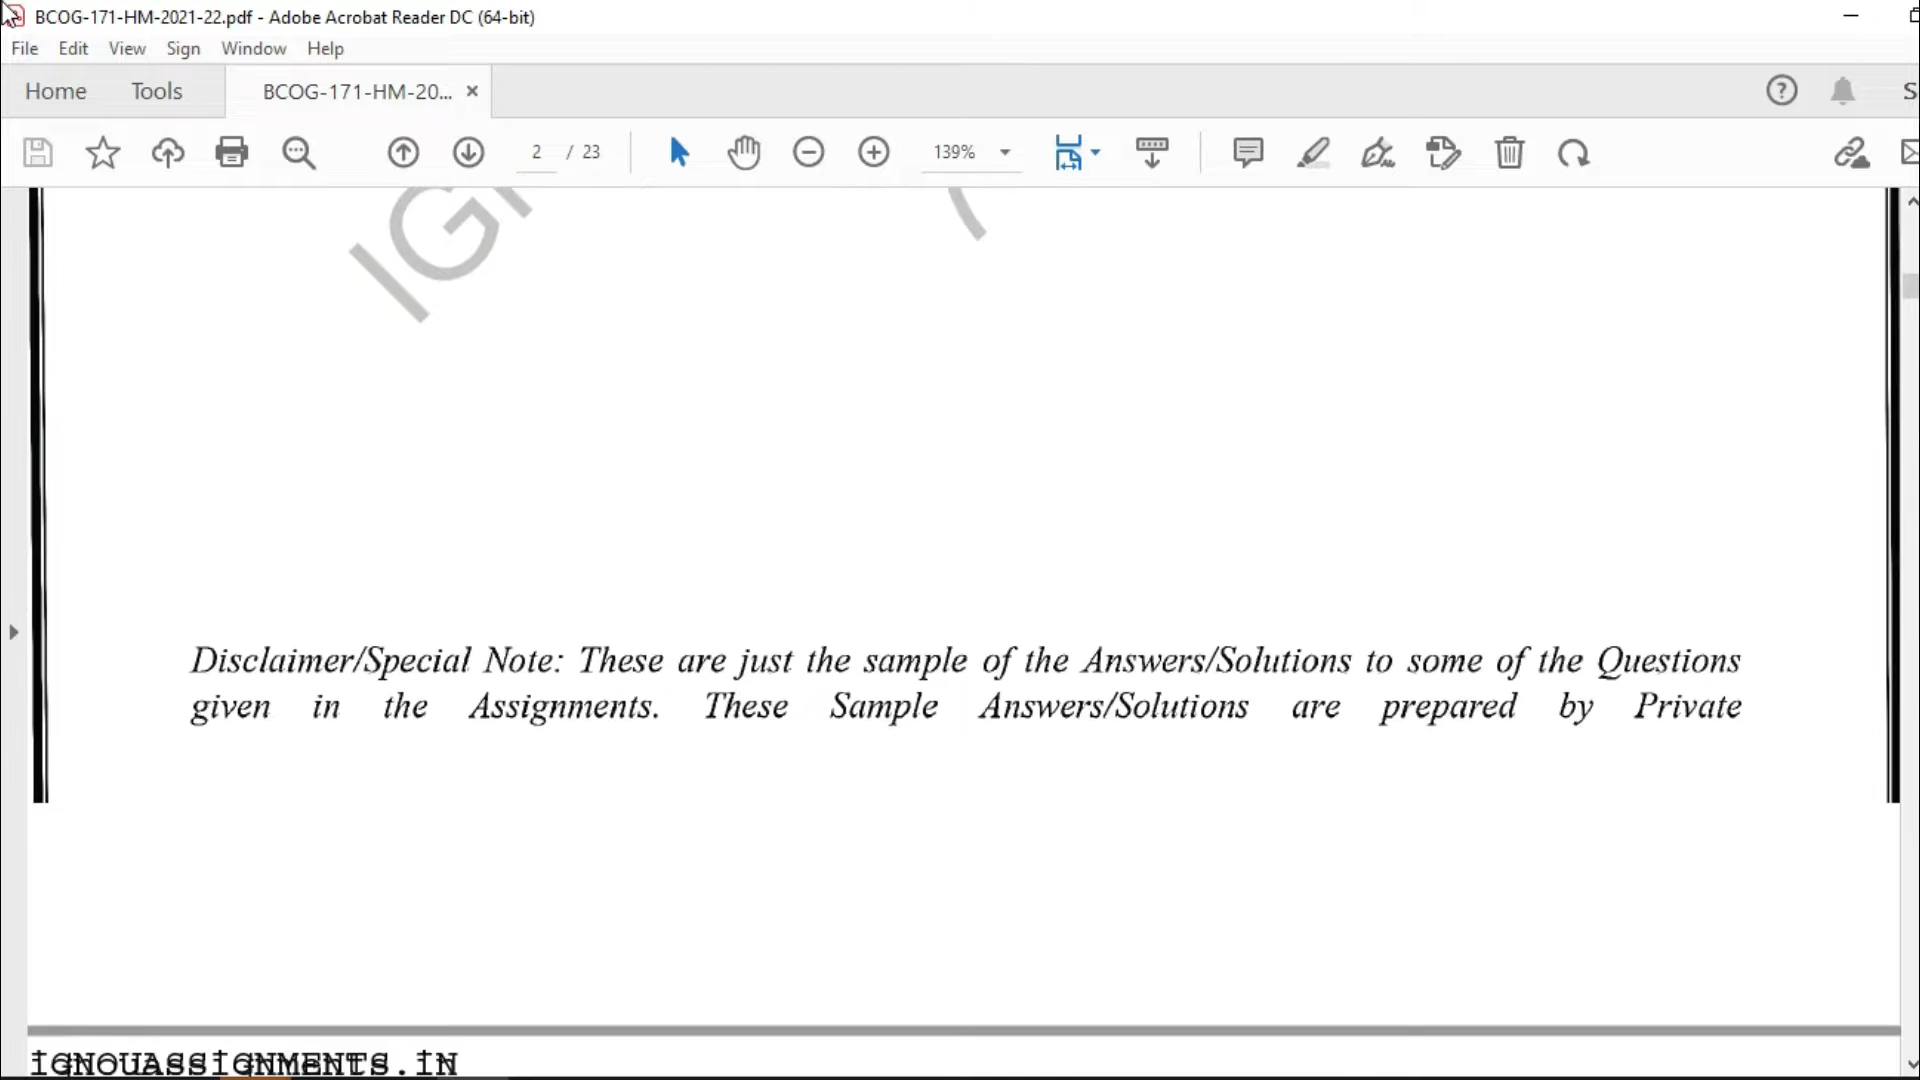 BCOG-171-HM-2021-22.pdf - Adobe Acrobat Reader DC (64-bit)
File Edit View Sign Window Help
Home Tools BCOG-171-HM-20... ×
2 / 23 139%
IG
Disclaimer/Special Note: These are just the sample of the Answers/Solutions to some of the Questions
given in the Assignments. These Sample Answers/Solutions are prepared by Private
iGNOUASSiGNMENTS.iN